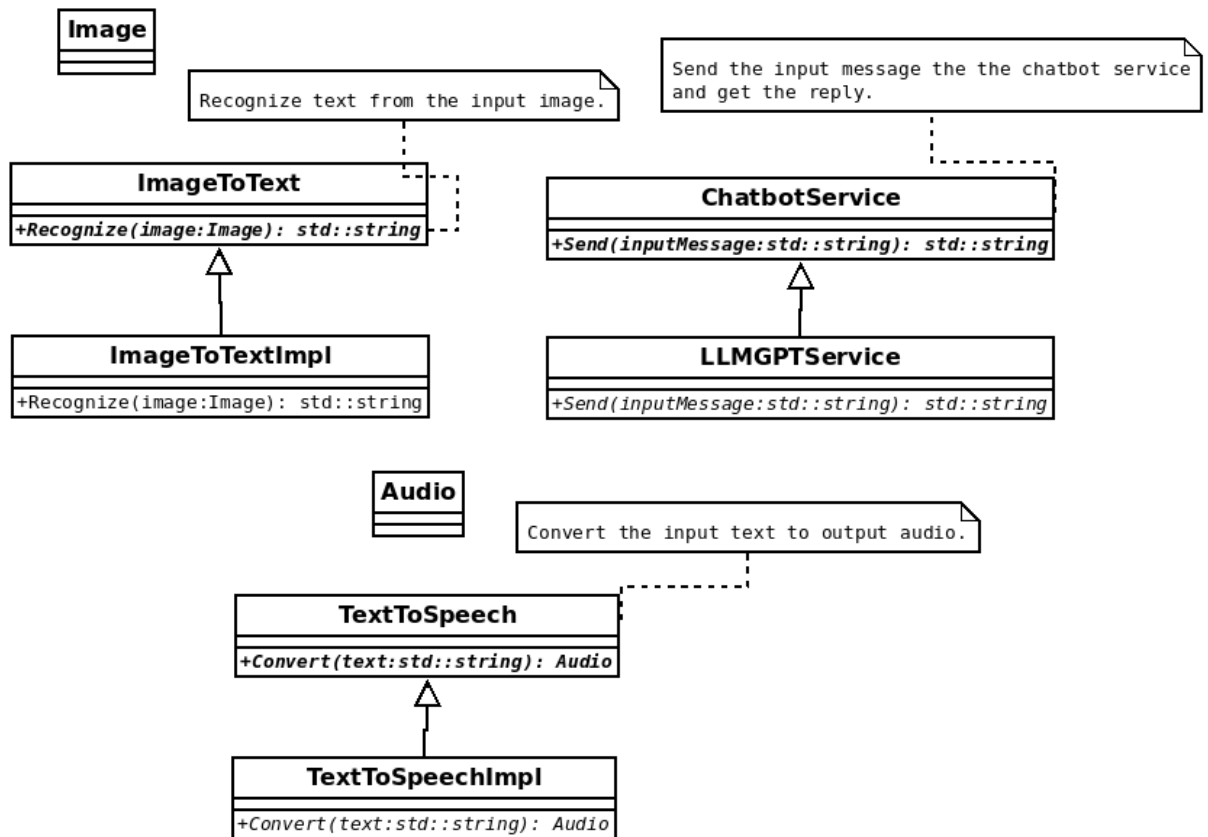 Image
Recognize text from the input image.
Send the input message the the chatbot service
and get the reply.
ImageToText
+Recognize(image:Image): std::string
ChatbotService
+Send(inputMessage:std::string): std::string
ImageToTextImpl
+Recognize(image:Image): std::string
LLMGPTService
+Send(inputMessage:std::string): std::string
Audio
Convert the input text to output audio.
TextToSpeech
+Convert(text:std::string): Audio
TextToSpeechImpl
+Convert(text:std::string): Audio